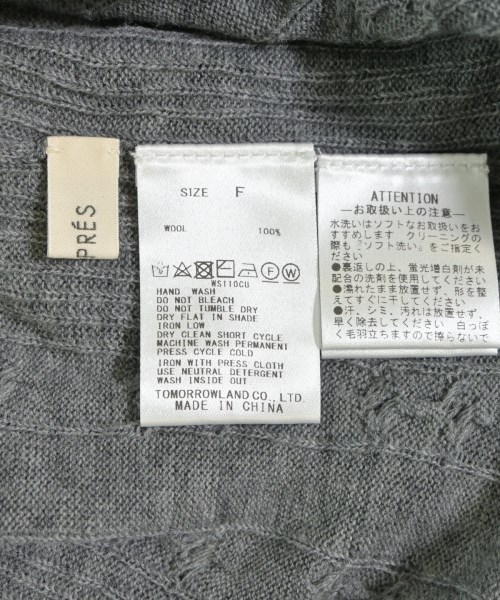 PRÉS
SIZE F
WOOL 100%
WS110CU
HAND WASH
DO NOT BLEACH
DO NOT TUMBLE DRY
DRY FLAT IN SHADE
IRON LOW
DRY CLEAN SHORT CYCLE
MACHINE WASH PERMANENT
PRESS CYCLE COLD
IRON WITH PRESS CLOTH
USE NEUTRAL DETERGENT
WASH INSIDE OUT
TOMORROWLAND CO., LTD.
MADE IN CHINA
ATTENTION
―お取扱い上の注意―
水洗いはソフトなお取扱いをお
すすめします クリーニングの
際も『ソフト洗い』をご指定く
ださい
●裏返しの上、蛍光増白剤が未
配合の洗剤を使用してください
●濡れたまま放置せず、形を整
えてすぐに干してください
●汗、シミ、汚れは放置せず、
早く除去してください 白っぽ
く毛羽立ちますので擦らないで